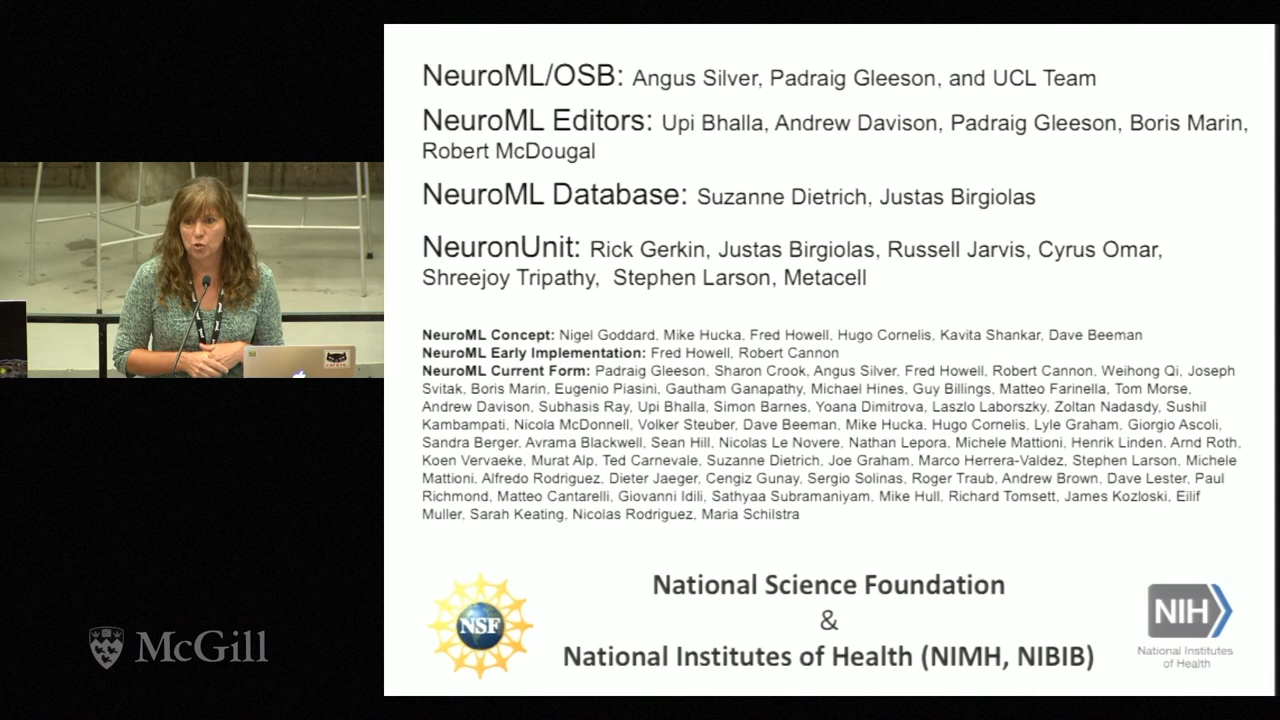 NeuroML/OSB: Angus Silver, Padraig Gleeson, and UCL Team
NeuroML Editors: Upi Bhalla, Andrew Davison, Padraig Gleeson, Boris Marin,
Robert McDougal
NeuroML Database: Suzanne Dietrich, Justas Birgiolas
NeuronUnit: Rick Gerkin, Justas Birgiolas, Russell Jarvis, Cyrus Omar,
Shreejoy Tripathy, Stephen Larson, Metacell
NeuroML Concept: Nigel Goddard, Mike Hucka, Fred Howell, Hugo Cornelis, Kavita Shankar, Dave Beeman
NeuroML Early Implementation: Fred Howell, Robert Cannon
NeuroML Current Form: Padraig Gleeson, Sharon Crook, Angus Silver, Fred Howell, Robert Cannon, Weihong Qi, Joseph
Svitak, Boris Marin, Eugenio Piasini, Gautham Ganapathy, Michael Hines, Guy Billings, Matteo Farinella, Tom Morse,
Andrew Davison, Subhasis Ray, Upi Bhalla, Simon Barnes, Yoana Dimitrova, Laszlo Laborszky, Zoltan Nadasdy, Sushil
Kambampati, Nicola McDonnell, Volker Steuber, Dave Beeman, Mike Hucka, Hugo Cornelis, Lyle Graham, Giorgio Ascoli,
Sandra Berger, Avrama Blackwell, Sean Hill, Nicolas Le Novere, Nathan Lepora, Michele Mattioni, Henrik Linden, Arnd Roth,
Koen Vervaeke, Murat Alp, Ted Carnevale, Suzanne Dietrich, Joe Graham, Marco Herrera-Valdez, Stephen Larson, Michele
Mattioni, Alfredo Rodriguez, Dieter Jaeger, Cengiz Gunay, Sergio Solinas, Roger Traub, Andrew Brown, Dave Lester, Paul
Richmond, Matteo Cantarelli, Giovanni Idili, Sathyaa Subramaniyam, Mike Hull, Richard Tomsett, James Kozloski, Eilif
Muller, Sarah Keating, Nicolas Rodriguez, Maria Schilstra
National Science Foundation
&
National Institutes of Health (NIMH, NIBIB)
NSF
NIH
National Institutes
of Health
McGill